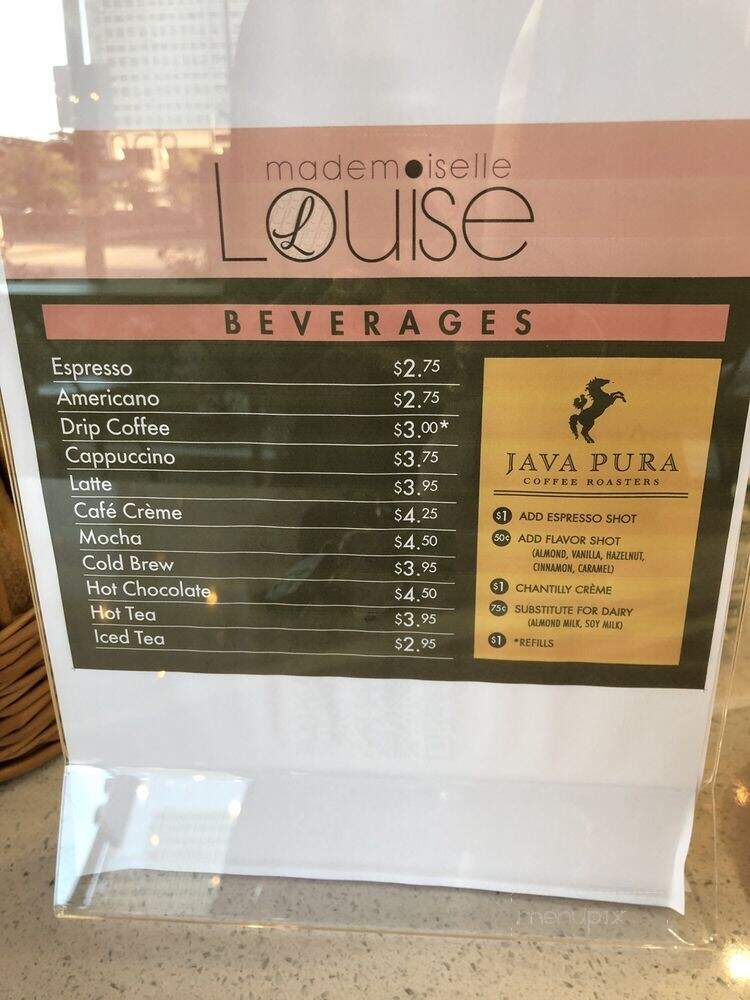 mademoiselle
Louise
BEVERAGES
Espresso $2.75
Americano $2.75
Drip Coffee $3.00*
Cappuccino $3.75
Latte $3.95
Café Crème $4.25
Mocha $4.50
Cold Brew $3.95
Hot Chocolate $4.50
Hot Tea $3.95
Iced Tea $2.95
JAVA PURA
COFFEE ROASTERS
$1 ADD ESPRESSO SHOT
50¢ ADD FLAVOR SHOT
(ALMOND, VANILLA, HAZELNUT,
CINNAMON, CARAMEL)
$1 CHANTILLY CRÈME
75¢ SUBSTITUTE FOR DAIRY
(ALMOND MILK, SOY MILK)
$1 *REFILLS
menupix